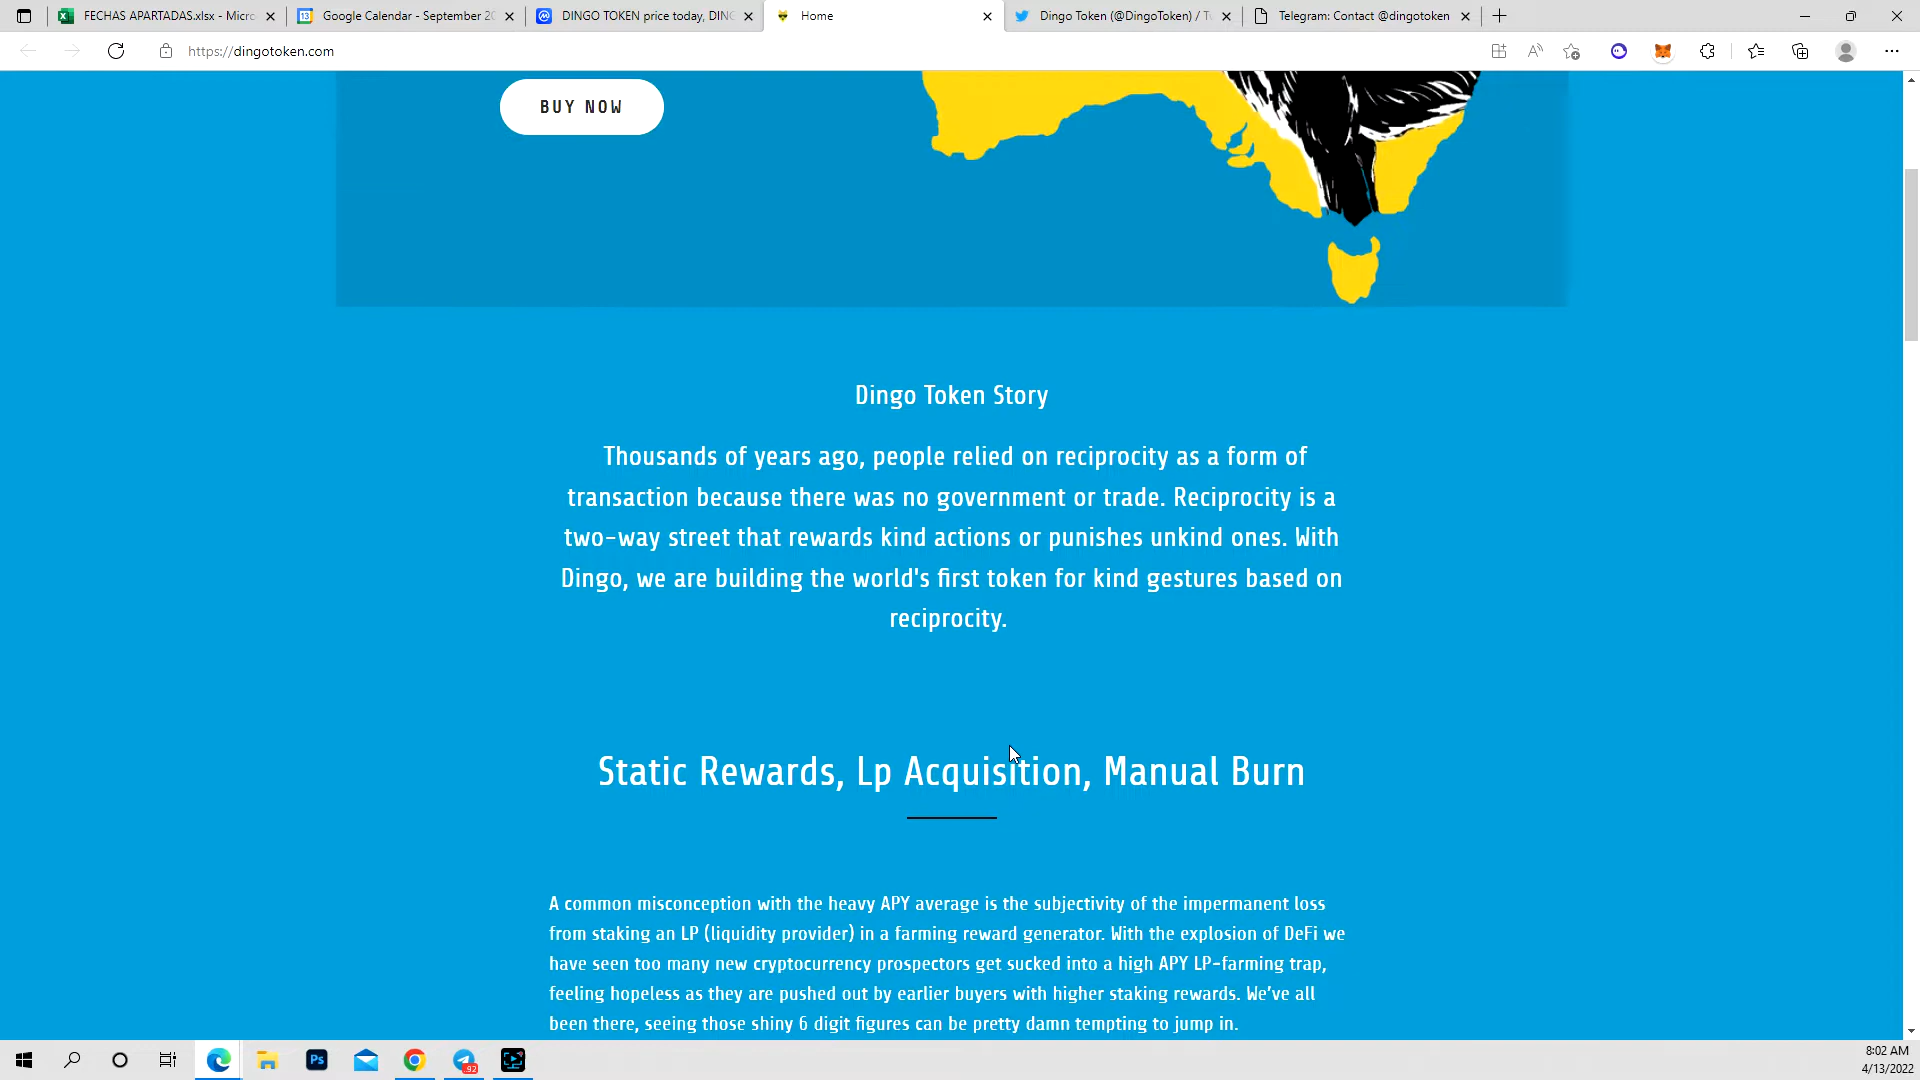 FECHAS APARTADAS.xlsx - Micro
Google Calendar - September 20
DINGO TOKEN price today, DING
Home
Dingo Token (@DingoToken) / Tw
Telegram: Contact @dingotoken
https://dingotoken.com
BUY NOW
Dingo Token Story
Thousands of years ago, people relied on reciprocity as a form of
transaction because there was no government or trade. Reciprocity is a
two-way street that rewards kind actions or punishes unkind ones. With
Dingo, we are building the world's first token for kind gestures based on
reciprocity.
Static Rewards, Lp Acquisition, Manual Burn
A common misconception with the heavy APY average is the subjectivity of the impermanent loss
from staking an LP (liquidity provider) in a farming reward generator. With the explosion of DeFi we
have seen too many new cryptocurrency prospectors get sucked into a high APY LP-farming trap,
feeling hopeless as they are pushed out by earlier buyers with higher staking rewards. We've all
been there, seeing those shiny 6 digit figures can be pretty damn tempting to jump in.
Ps
.92
8:02 AM
4/13/2022